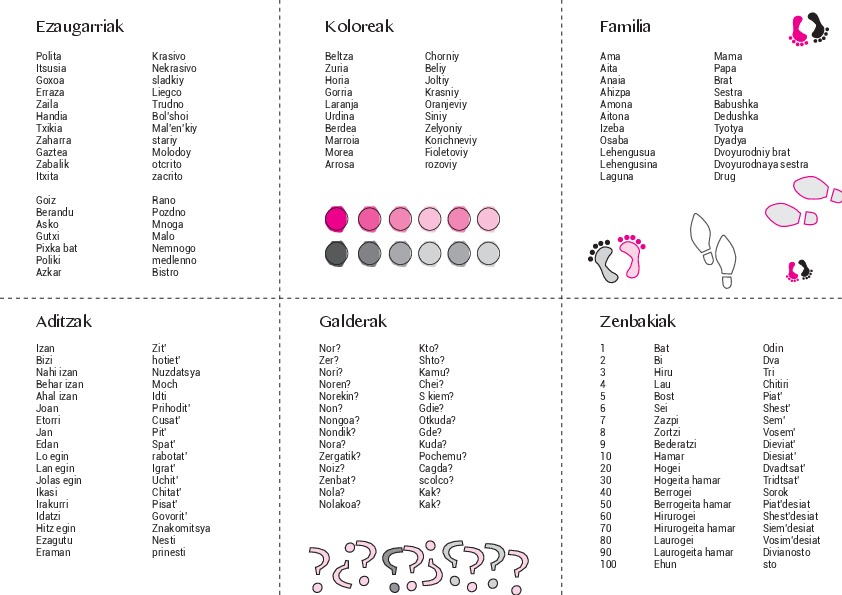 Ezaugarriak
Polita Krasivo
Itsusia Nekrasivo
Goxoa sladkiy
Erraza Liegco
Zaila Trudno
Handia Bol'shoi
Txikia Mal'en'kiy
Zaharra stariy
Gaztea Molodoy
Zabalik otcrito
Itxita zacrito
Goiz Rano
Berandu Pozdno
Asko Mnoga
Gutxi Malo
Pixka bat Nemnogo
Poliki medlenno
Azkar Bistro
Koloreak
Beltza Chorniy
Zuria Beliy
Horia Joltiy
Gorria Krasniy
Laranja Oranjeviy
Urdina Siniy
Berdea Zelyoniy
Marroia Korichneviy
Morea Fioletoviy
Arrosa rozoviy
Familia
Ama Mama
Aita Papa
Anaia Brat
Ahizpa Sestra
Amona Babushka
Aitona Dedushka
Izeba Tyotya
Osaba Dyadya
Lehengusua Dvoyurodniy brat
Lehengusina Dvoyurodnaya sestra
Laguna Drug
Aditzak
Izan Zit'
Bizi hotiet'
Nahi izan Nuzdatsya
Behar izan Moch
Ahal izan Idti
Joan Prihodit'
Etorri Cusat'
Jan Pit'
Edan Spat'
Lo egin rabotat'
Lan egin Igrat'
Jolas egin Uchit'
Ikasi Chitat'
Irakurri Pisat'
Idatzi Govorit'
Hitz egin Znakomitsya
Ezagutu Nesti
Eraman prinesti
Galderak
Nor? Kto?
Zer? Shto?
Nori? Kamu?
Noren? Chei?
Norekin? S kiem?
Non? Gdie?
Nongoa? Otkuda?
Nondik? Gde?
Nora? Kuda?
Zergatik? Pochemu?
Noiz? Cagda?
Zenbat? scolco?
Nola? Kak?
Nolakoa? Kak?
Zenbakiak
1 Bat Odin
2 Bi Dva
3 Hiru Tri
4 Lau Chitiri
5 Bost Piat'
6 Sei Shest'
7 Zazpi Sem'
8 Zortzi Vosem'
9 Bederatzi Dieviat'
10 Hamar Diesiat'
20 Hogei Dvadtsat'
30 Hogeita hamar Tridtsat'
40 Berrogei Sorok
50 Berrogeita hamar Piat'desiat
60 Hirurogei Shest'desiat
70 Hirurogeita hamar Siem'desiat
80 Laurogei Vosim'desiat
90 Laurogeita hamar Divianosto
100 Ehun sto